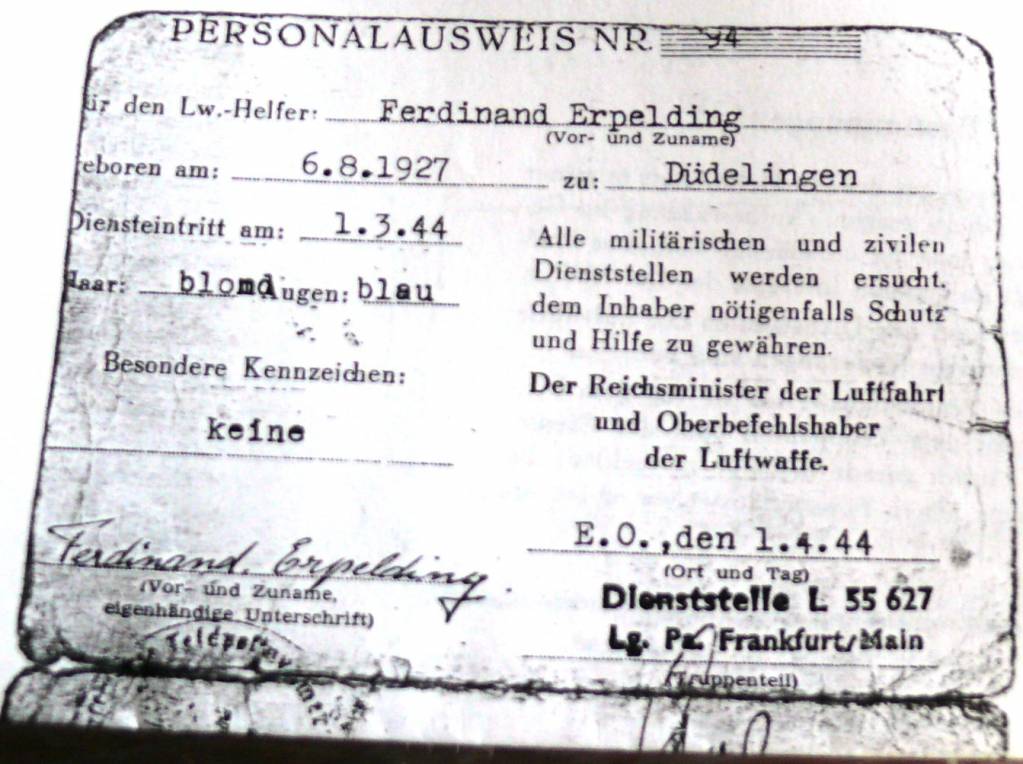 PERSONALAUSWEIS NR. 94
ür den Lw.-Helfer: Ferdinand Erpelding
(Vor- und Zuname)
eboren am: 6.8.1927 zu: Düdelingen
Diensteintritt am: 1.3.44
Haar: blond Augen: blau
Besondere Kennzeichen:
keine
Alle militärischen und zivilen
Dienststellen werden ersucht,
dem Inhaber nötigenfalls Schutz
und Hilfe zu gewähren.
Der Reichsminister der Luftfahrt
und Oberbefehlshaber
der Luftwaffe.
Ferdinand Erpelding.
(Vor- und Zuname,
eigenhändige Unterschrift)
E.O.,den 1.4.44
(Ort und Tag)
Dienststelle L 55 627
Lg. Pa. Frankfurt/Main
(Truppenteil)